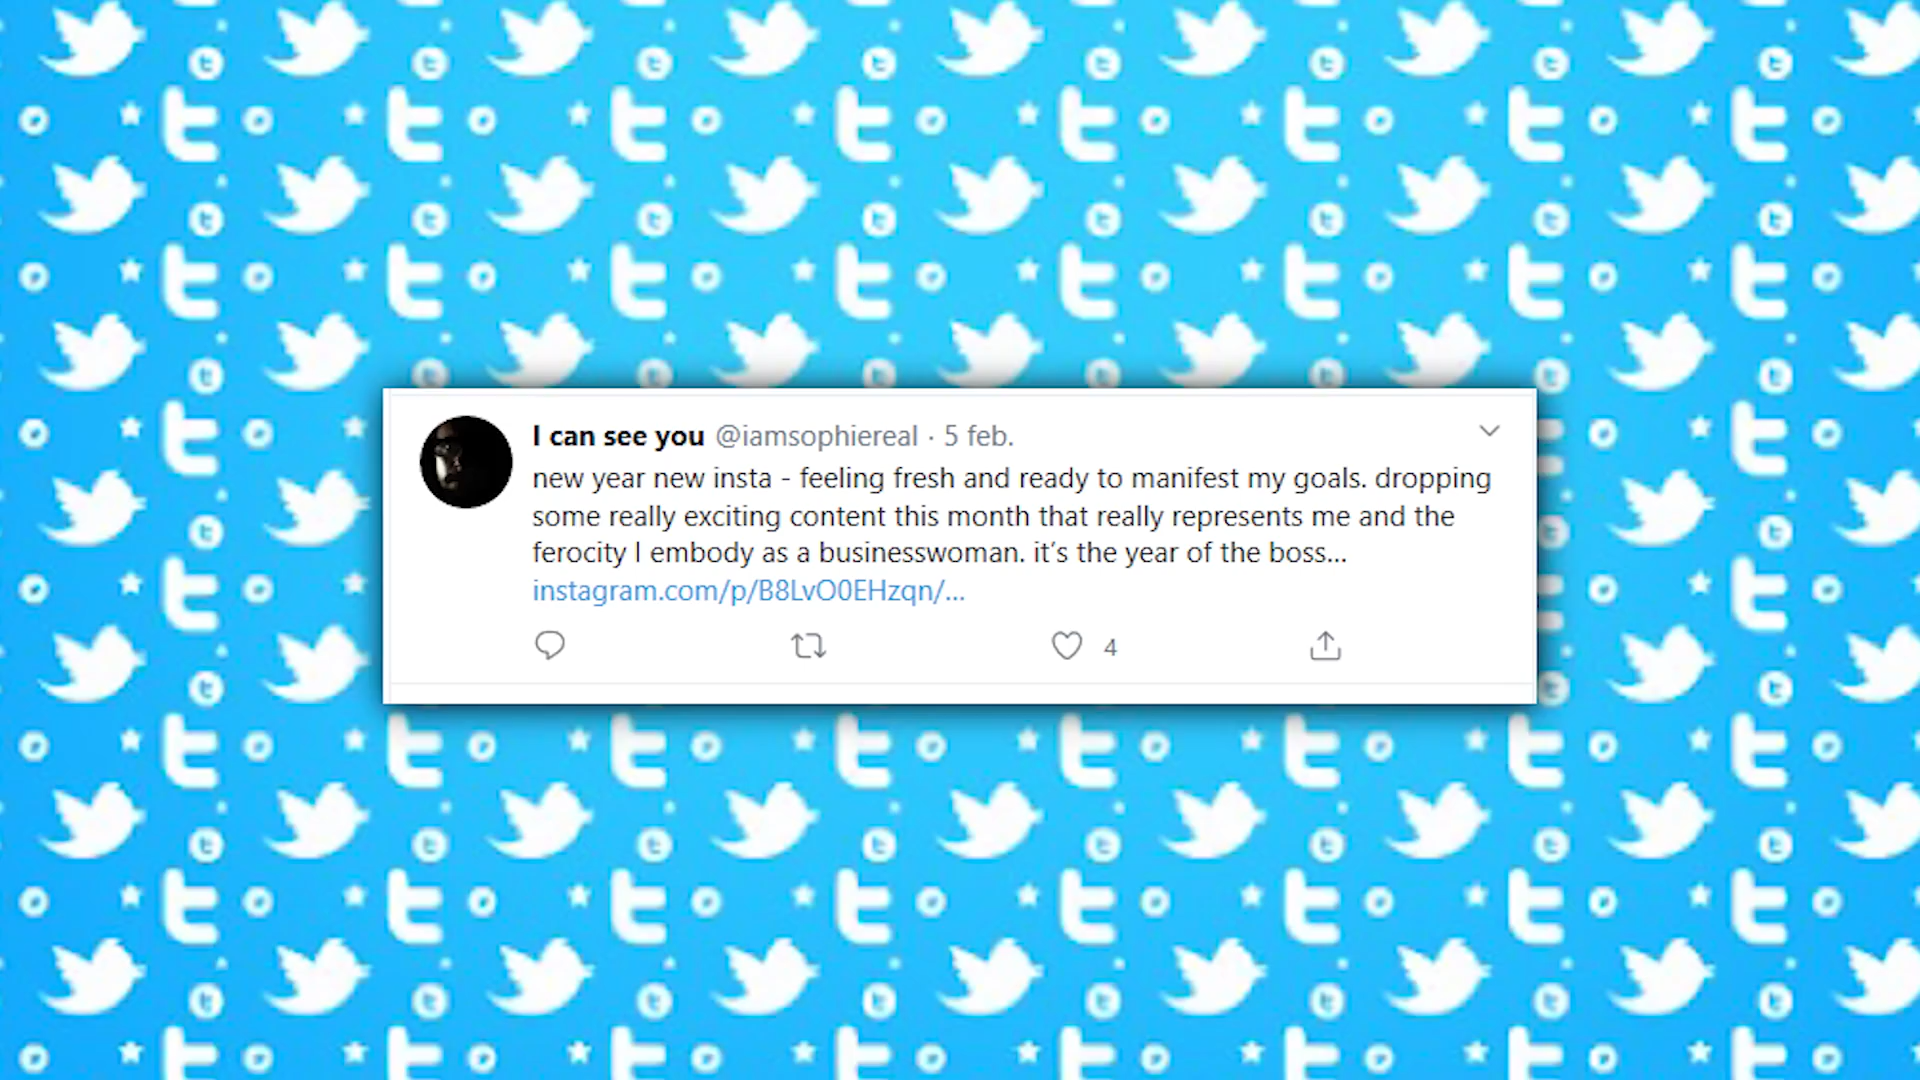 I can see you @iamsophiereal · 5 feb.
new year new insta - feeling fresh and ready to manifest my goals. dropping
some really exciting content this month that really represents me and the
ferocity I embody as a businesswoman. it’s the year of the boss...
instagram.com/p/B8LvO0EHzqn/...
4